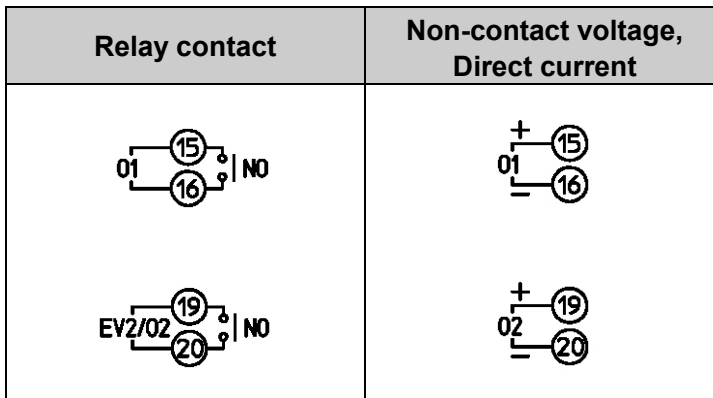 Relay contact
Non-contact voltage,
Direct current
01
15
16
NO
+
01
−
15
16
EV2/02
19
20
NO
+
02
−
19
20